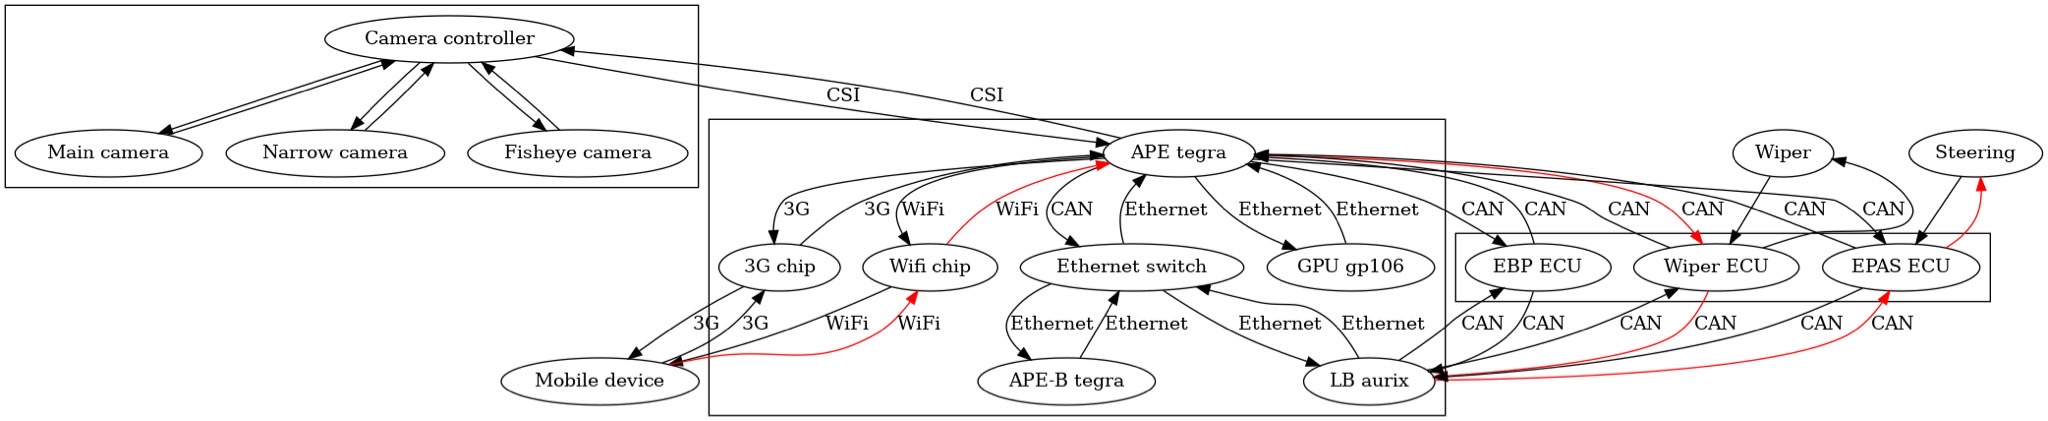 Camera controller
CSI
CSI
Main camera
Narrow camera
Fisheye camera
APE tegra
Wiper
Steering
3G
3G
WiFi
WiFi
CAN
Ethernet
Ethernet
Ethernet
CAN
CAN
CAN
CAN
CAN
CAN
3G chip
Wifi chip
Ethernet switch
GPU gp106
EBP ECU
Wiper ECU
EPAS ECU
3G
3G
WiFi
WiFi
Ethernet
Ethernet
Ethernet
Ethernet
CAN
CAN
CAN
CAN
CAN
CAN
Mobile device
APE-B tegra
LB aurix